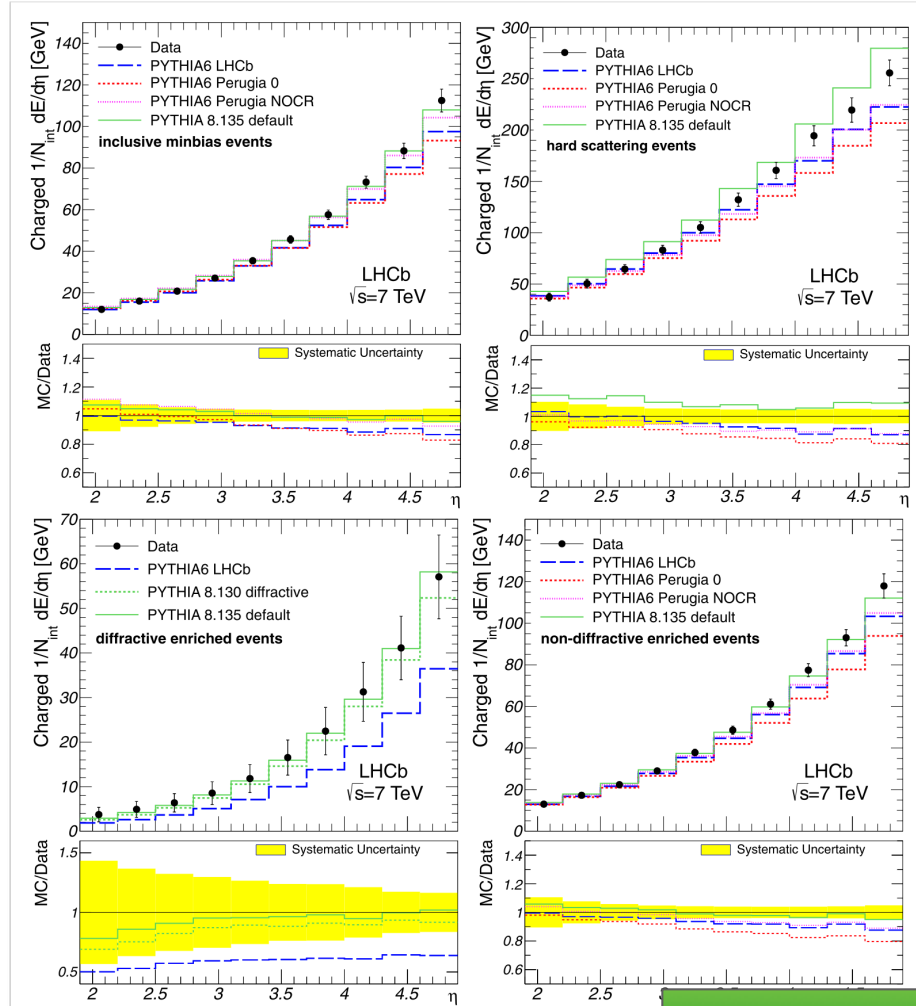 Charged 1/N_int dE/dη [GeV]
140
120
100
80
60
40
20
0
Data
PYTHIA6 LHCb
PYTHIA6 Perugia 0
PYTHIA6 Perugia NOCR
PYTHIA 8.135 default
inclusive minbias events
LHCb
√s=7 TeV
MC/Data
1.4
1.2
1
0.8
0.6
Systematic Uncertainty
2 2.5 3 3.5 4 4.5 η
Charged 1/N_int dE/dη [GeV]
300
250
200
150
100
50
0
Data
PYTHIA6 LHCb
PYTHIA6 Perugia 0
PYTHIA6 Perugia NOCR
PYTHIA 8.135 default
hard scattering events
LHCb
√s=7 TeV
MC/Data
1.4
1.2
1
0.8
0.6
Systematic Uncertainty
2 2.5 3 3.5 4 4.5 η
Charged 1/N_int dE/dη [GeV]
70
60
50
40
30
20
10
0
Data
PYTHIA6 LHCb
PYTHIA 8.130 diffractive
PYTHIA 8.135 default
diffractive enriched events
LHCb
√s=7 TeV
MC/Data
1.5
1
0.5
Systematic Uncertainty
2 2.5 3 3.5 4 4.5 η
Charged 1/N_int dE/dη [GeV]
140
120
100
80
60
40
20
0
Data
PYTHIA6 LHCb
PYTHIA6 Perugia 0
PYTHIA6 Perugia NOCR
PYTHIA 8.135 default
non-diffractive enriched events
LHCb
√s=7 TeV
MC/Data
1.4
1.2
1
0.8
0.6
Systematic Uncertainty
2 2.5